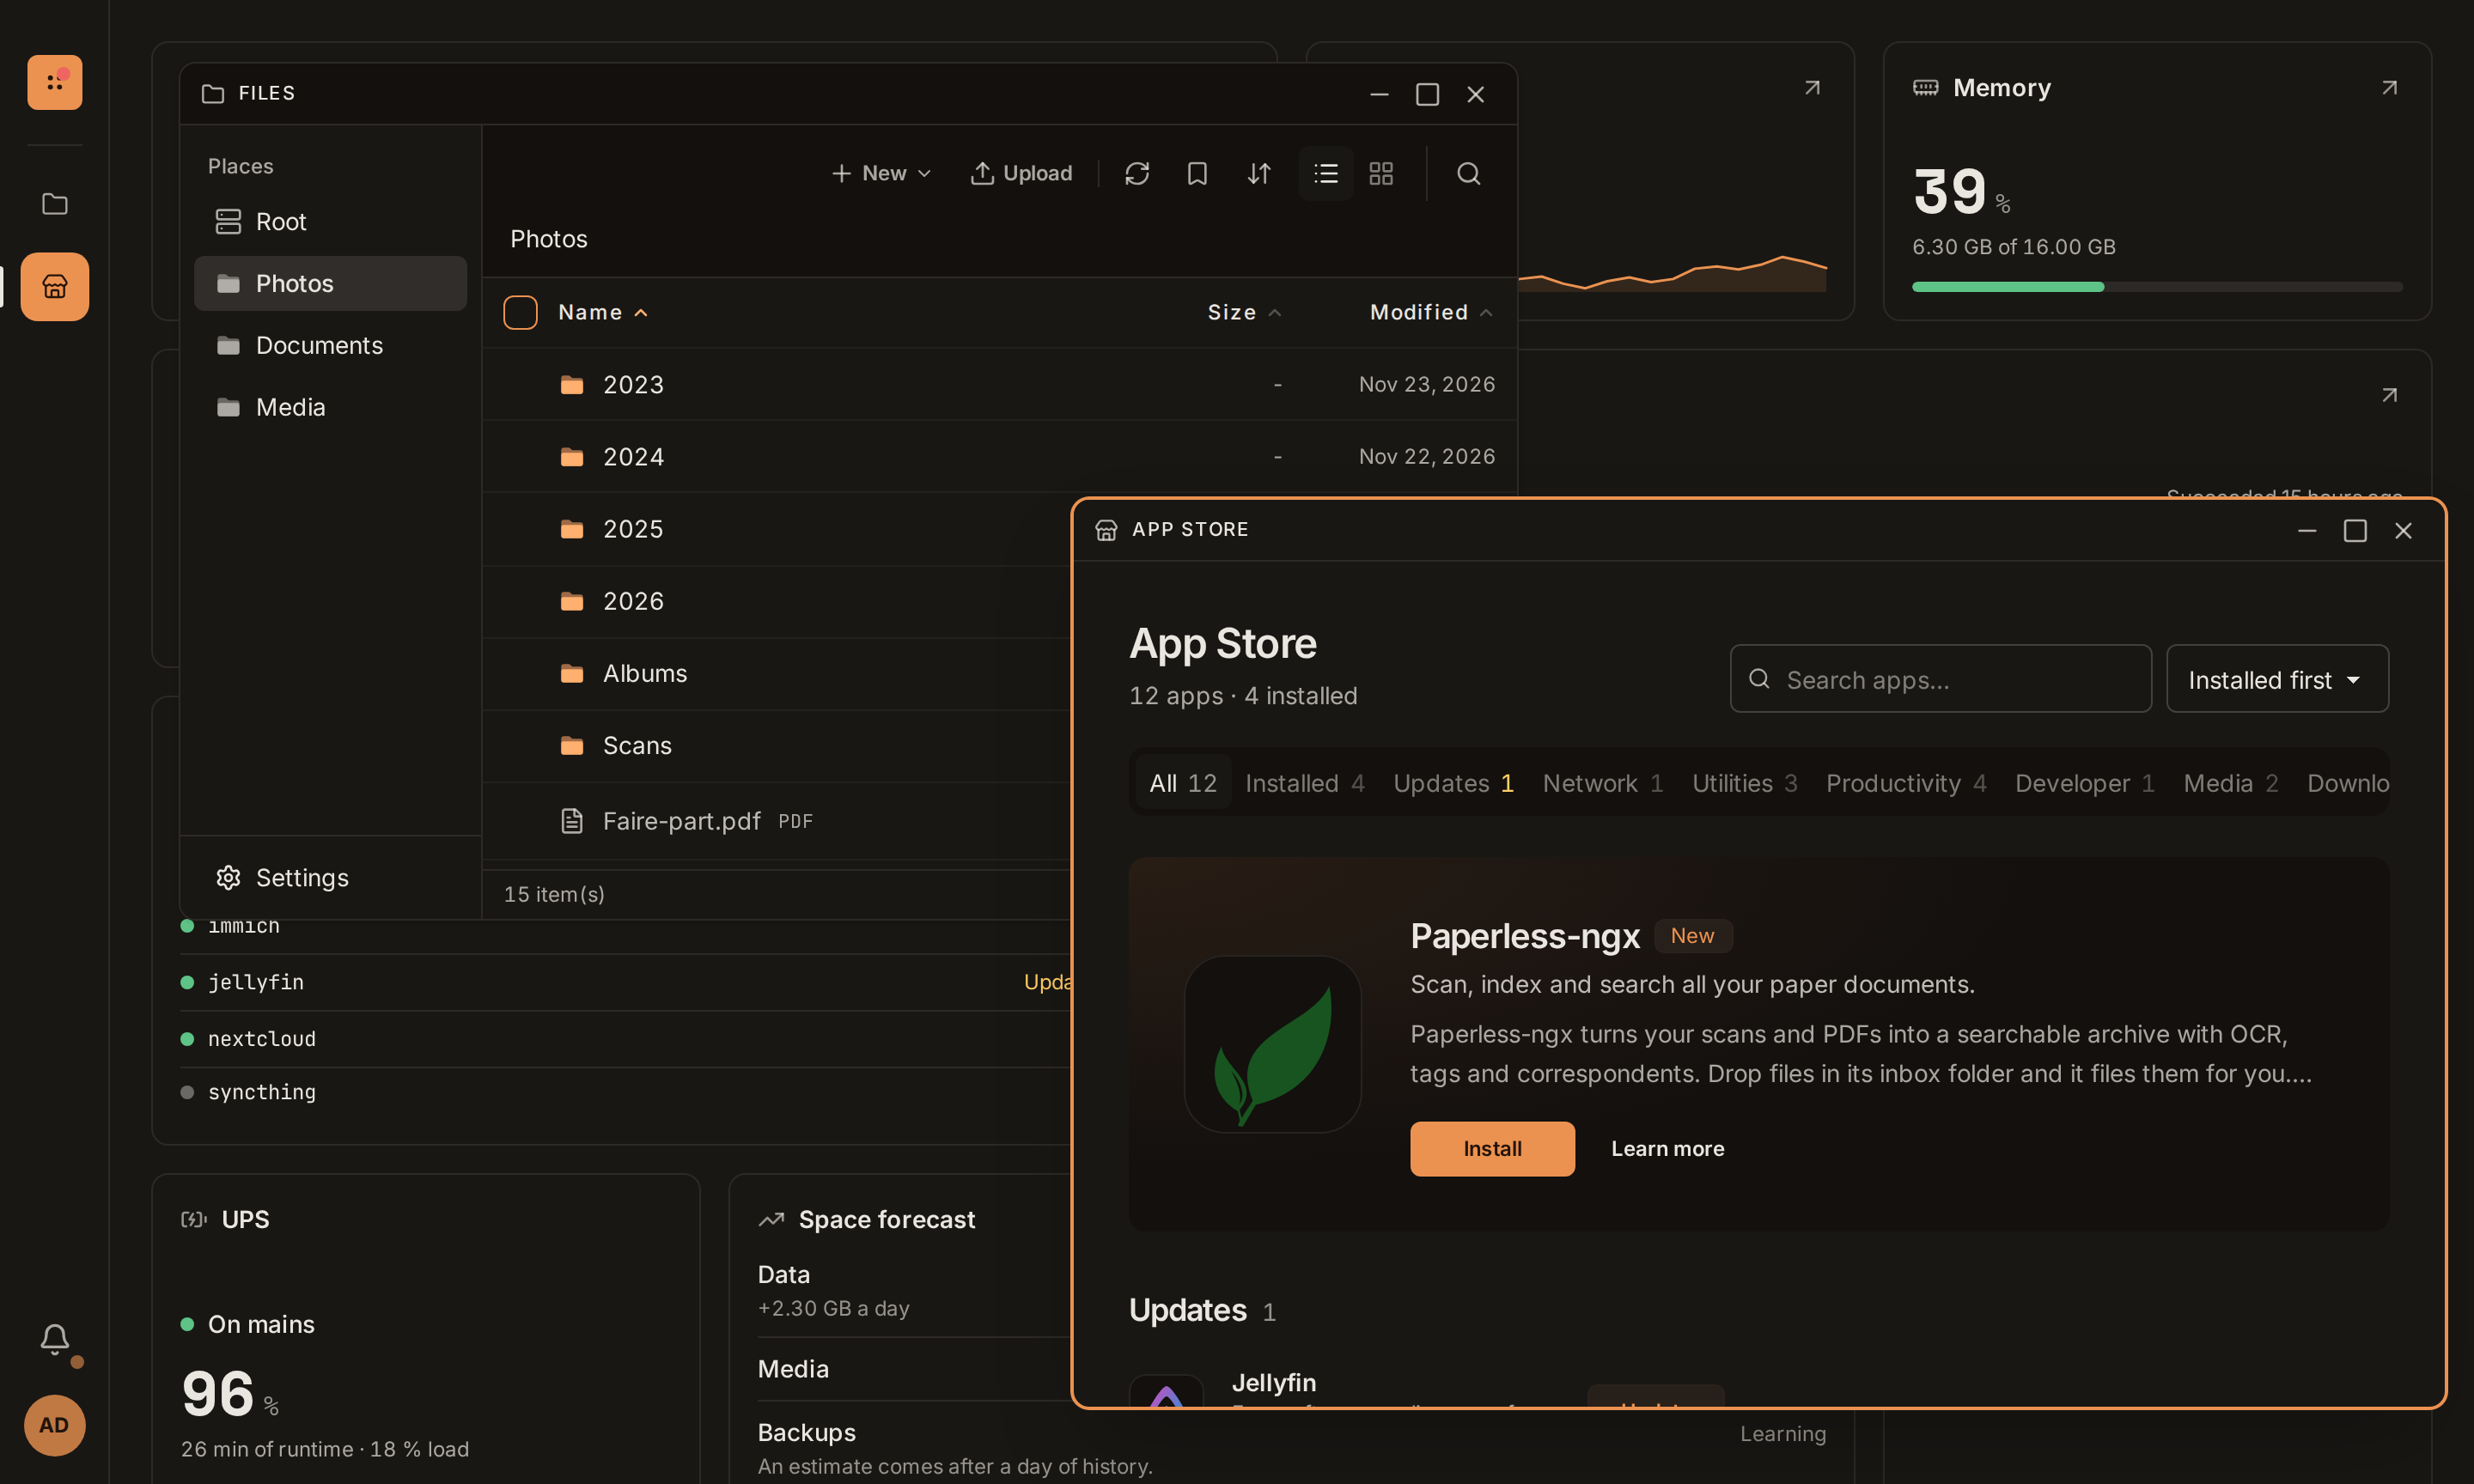 FILES
Places
Root
Photos
Documents
Media
Settings
New
Upload
Photos
Name
Size
Modified
2023 - Nov 23, 2026
2024 - Nov 22, 2026
2025
2026
Albums
Scans
Faire-part.pdf PDF
15 item(s)
Memory
39 %
6.30 GB of 16.00 GB
Succeeded 15 hours ago
APP STORE
App Store
12 apps · 4 installed
Search apps...
Installed first
All 12 Installed 4 Updates 1 Network 1 Utilities 3 Productivity 4 Developer 1 Media 2 Downlo
Paperless-ngx New
Scan, index and search all your paper documents.
Paperless-ngx turns your scans and PDFs into a searchable archive with OCR,
tags and correspondents. Drop files in its inbox folder and it files them for you....
Install
Learn more
Updates 1
Jellyfin
immich
jellyfin
Upda
nextcloud
syncthing
UPS
On mains
96 %
26 min of runtime · 18 % load
Space forecast
Data
+2.30 GB a day
Media
Backups
Learning
An estimate comes after a day of history.
AD